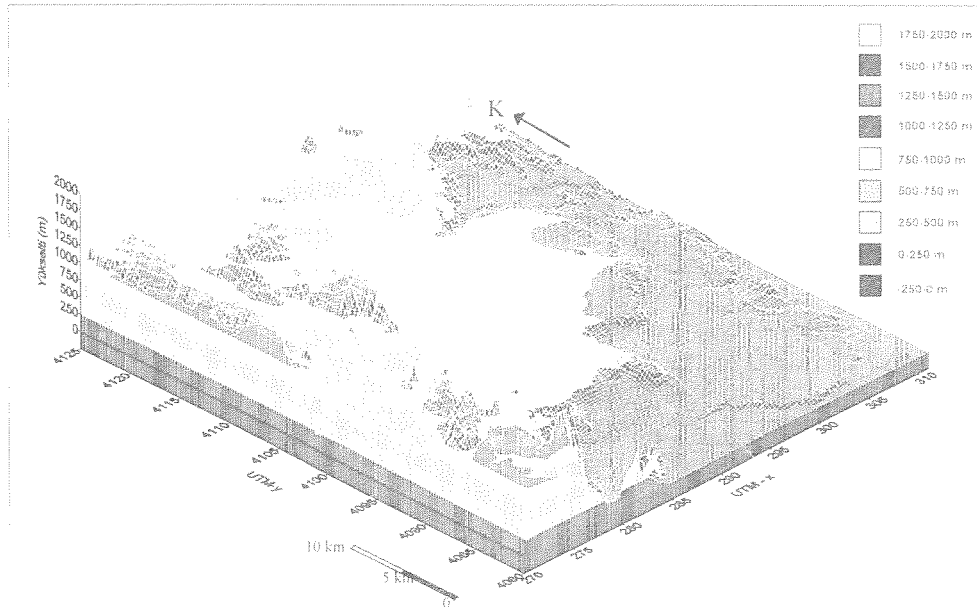 1750-2000 m
1500-1750 m
1250-1500 m
1000-1250 m
750-1000 m
500-750 m
250-500 m
0-250 m
-250-0 m
K
Yükselti (m)
2000
1750
1500
1250
1000
750
500
250
0
4125
4120
4115
4110
4105
4100
4095
4090
4085
4080
UTM-y
270
275
280
285
290
295
300
305
310
UTM - x
10 km
5 km
0